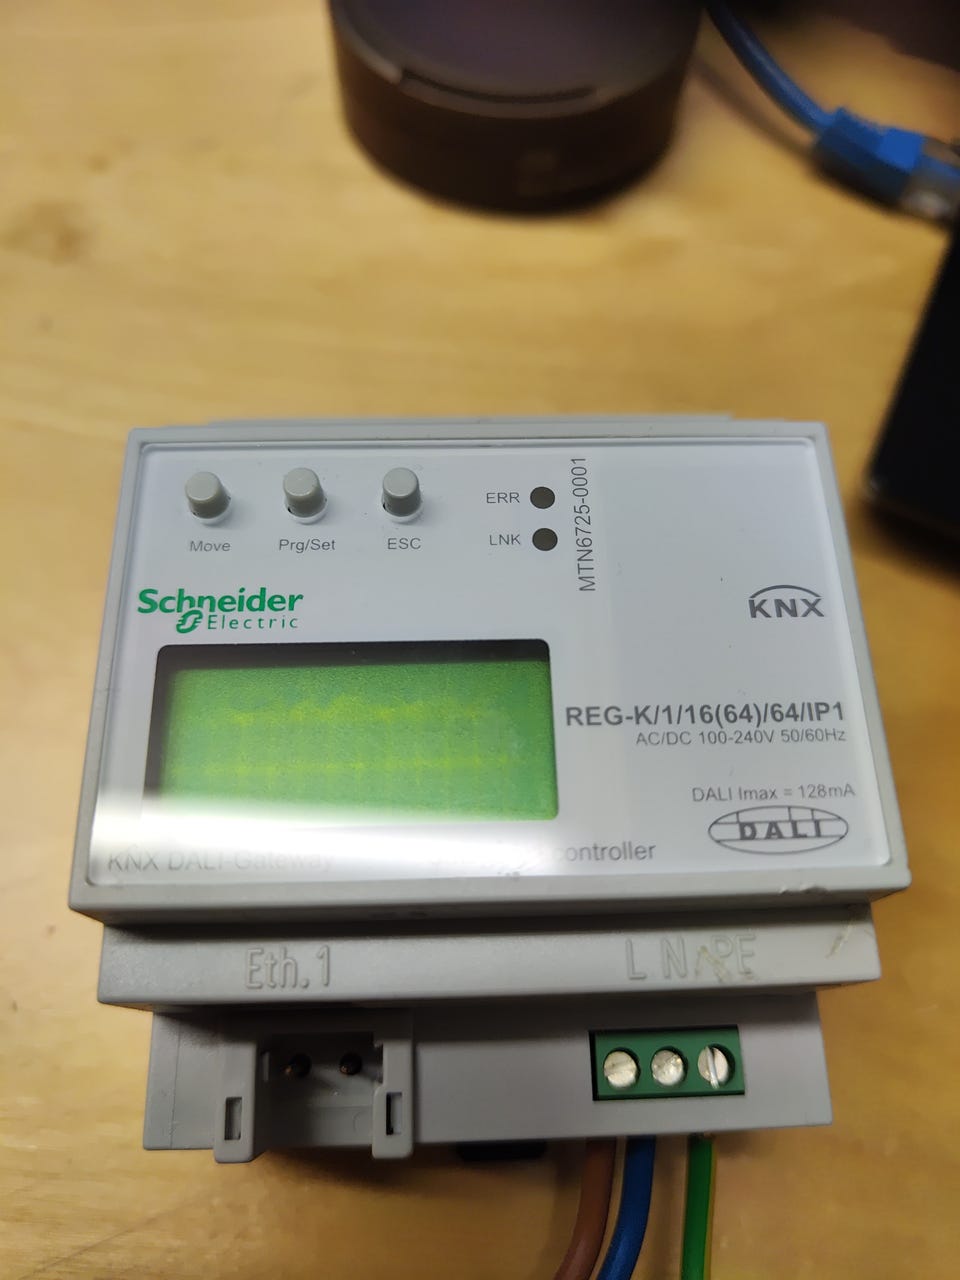 Move Prg/Set ESC
ERR
LNK
MTN6725-0001
Schneider
Electric
KNX
REG-K/1/16(64)/64/IP1
AC/DC 100-240V 50/60Hz
DALI Imax = 128mA
DALI
KNX DALI-Gateway controller
Eth.1 L N PE